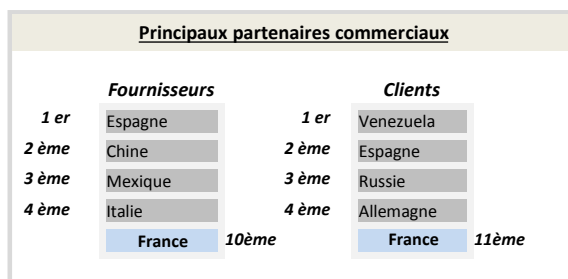 Principaux partenaires commerciaux
Fournisseurs Clients
1 er Espagne 1 er Venezuela
2 ème Chine 2 ème Espagne
3 ème Mexique 3 ème Russie
4 ème Italie 4 ème Allemagne
France 10ème France 11ème